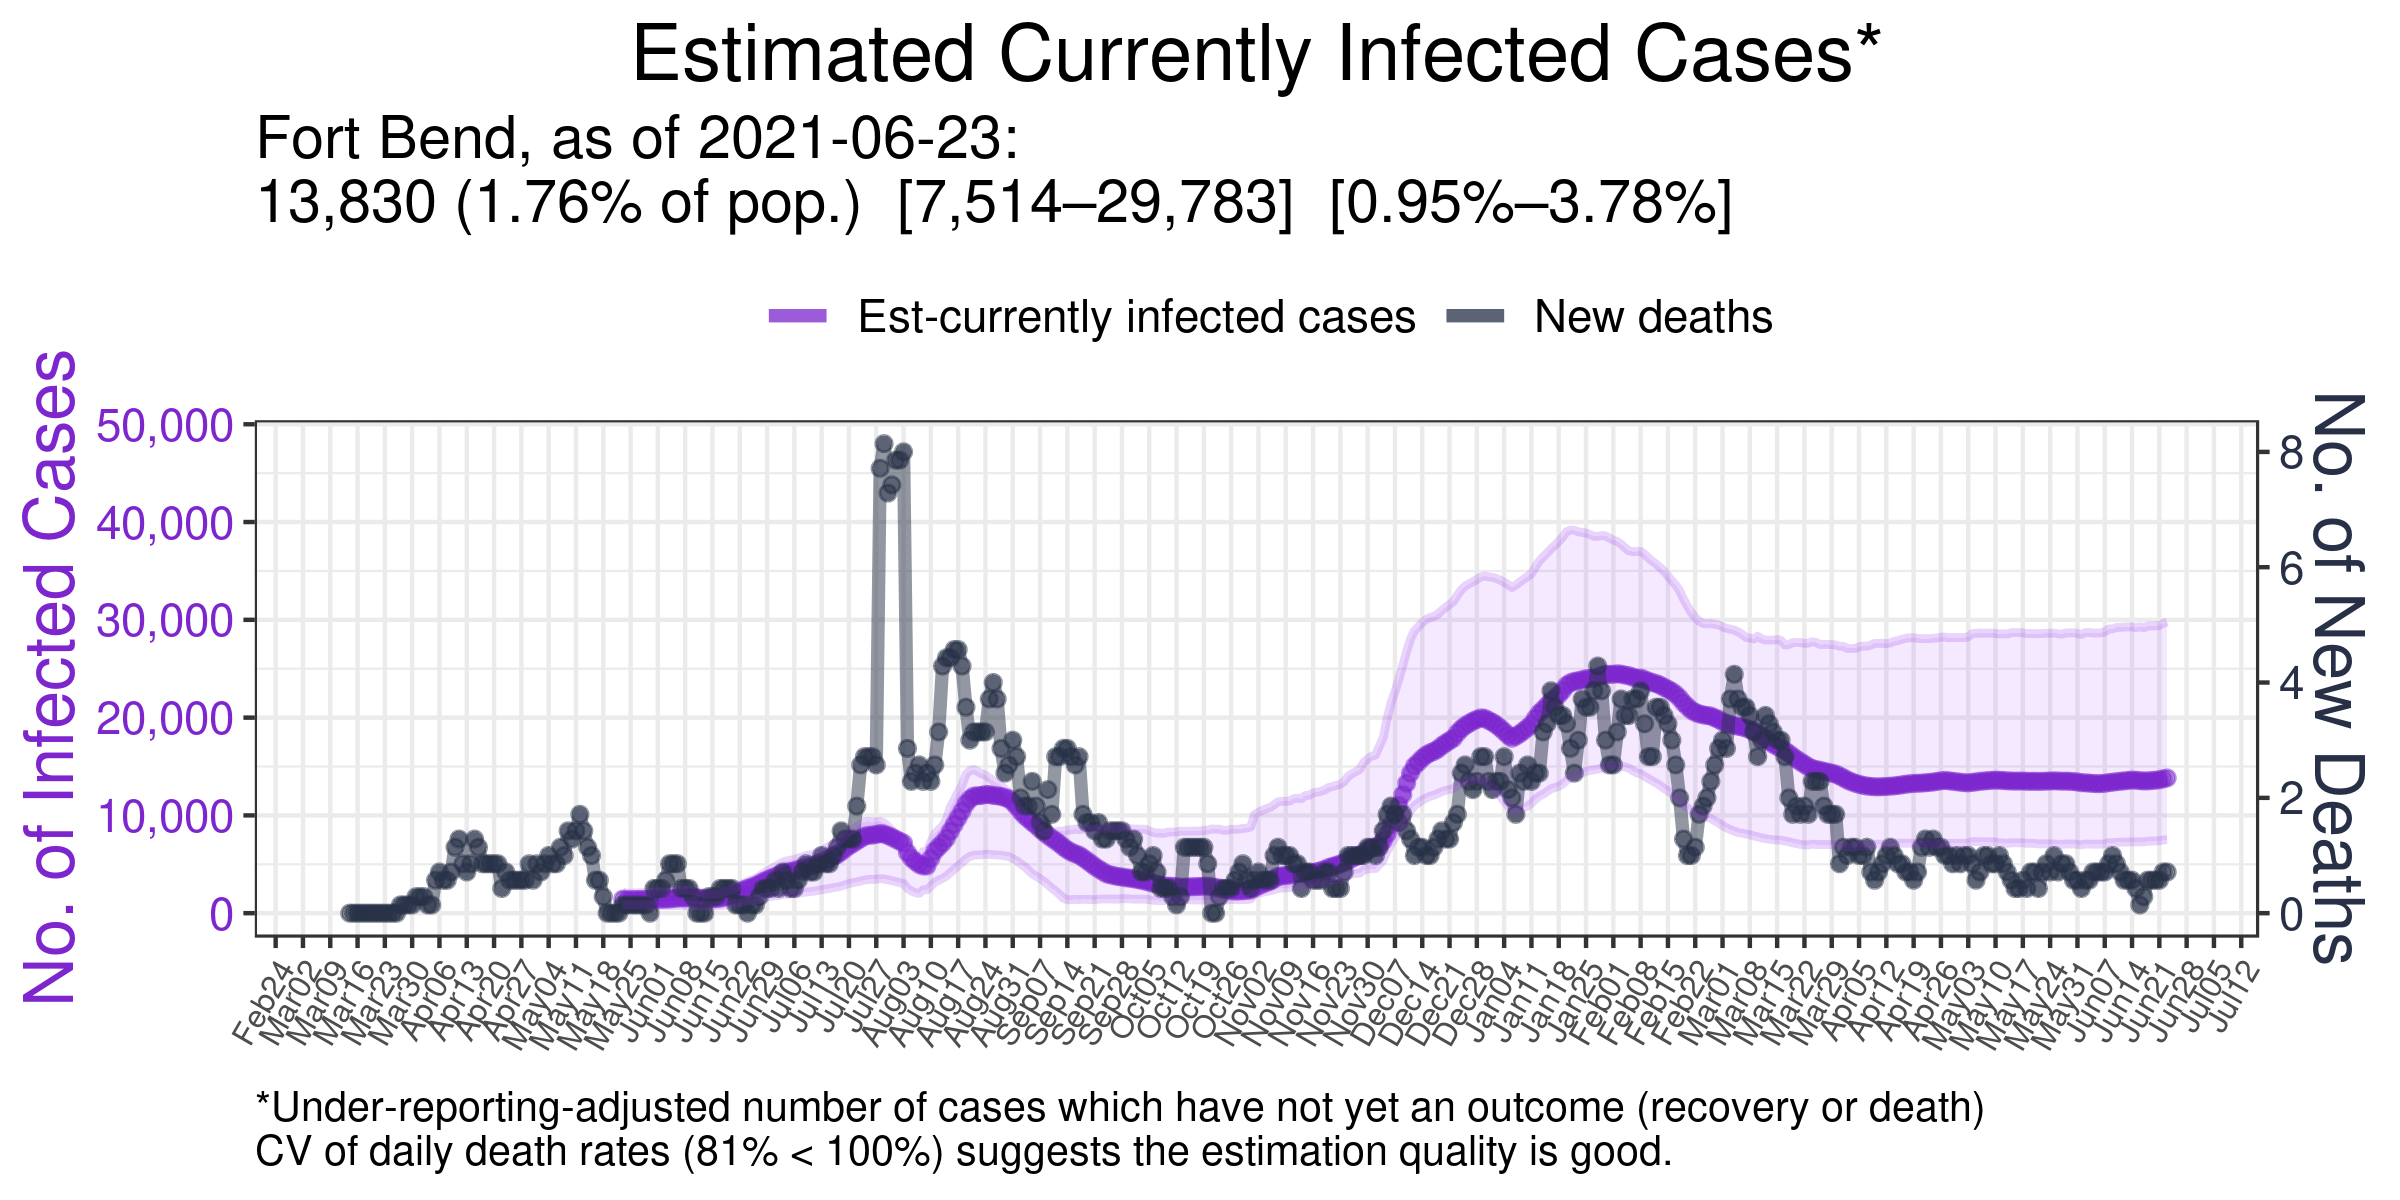 Estimated Currently Infected Cases*
Fort Bend, as of 2021-06-23:
13,830 (1.76% of pop.)  [7,514–29,783]  [0.95%–3.78%]
Est-currently infected cases
New deaths
No. of Infected Cases
50,000
40,000
30,000
20,000
10,000
0
8
6
4
2
0
No. of New Deaths
Feb24
Mar02
Mar09
Mar16
Mar23
Mar30
Apr06
Apr13
Apr20
Apr27
May04
May11
May18
May25
Jun01
Jun08
Jun15
Jun22
Jun29
Jul06
Jul13
Jul20
Jul27
Aug03
Aug10
Aug17
Aug24
Aug31
Sep07
Sep14
Sep21
Sep28
Oct05
Oct12
Oct19
Oct26
Nov02
Nov09
Nov16
Nov23
Nov30
Dec07
Dec14
Dec21
Dec28
Jan04
Jan11
Jan18
Jan25
Feb01
Feb08
Feb15
Feb22
Mar01
Mar08
Mar15
Mar22
Mar29
Apr05
Apr12
Apr19
Apr26
May03
May10
May17
May24
May31
Jun07
Jun14
Jun21
Jun28
Jul05
Jul12
*Under-reporting-adjusted number of cases which have not yet an outcome (recovery or death)
CV of daily death rates (81% < 100%) suggests the estimation quality is good.